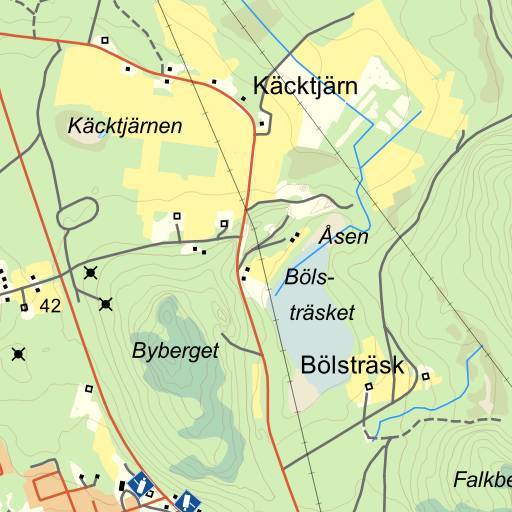 Käcktjärn
Käcktjärnen
Åsen
Böls-
träsket
42
Byberget
Bölsträsk
Falkbe